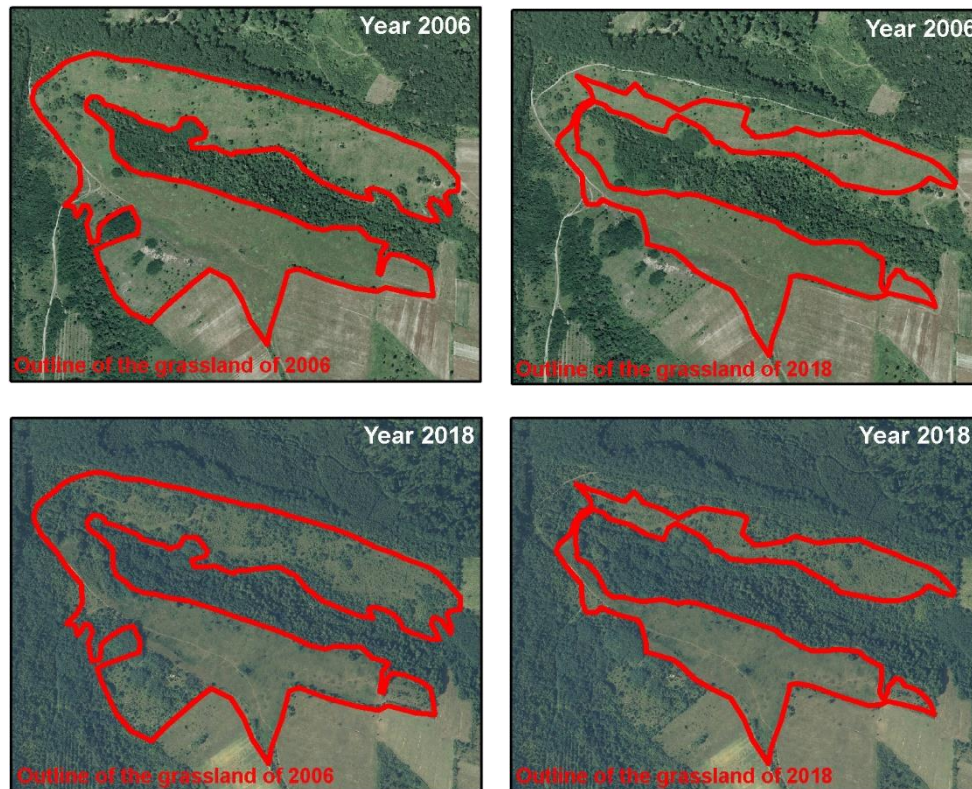 Year 2006
Outline of the grassland of 2006
Year 2006
Outline of the grassland of 2018
Year 2018
Outline of the grassland of 2006
Year 2018
Outline of the grassland of 2018